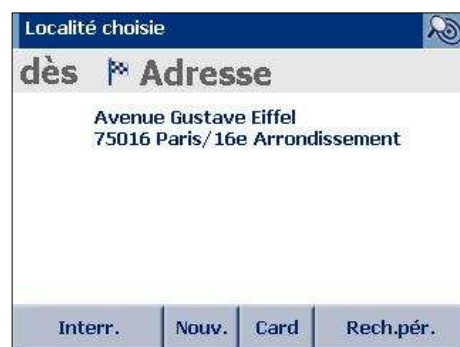 Localité choisie
dès Adresse
Avenue Gustave Eiffel
75016 Paris/16e Arrondissement
Interr. Nouv. Card Rech.pér.